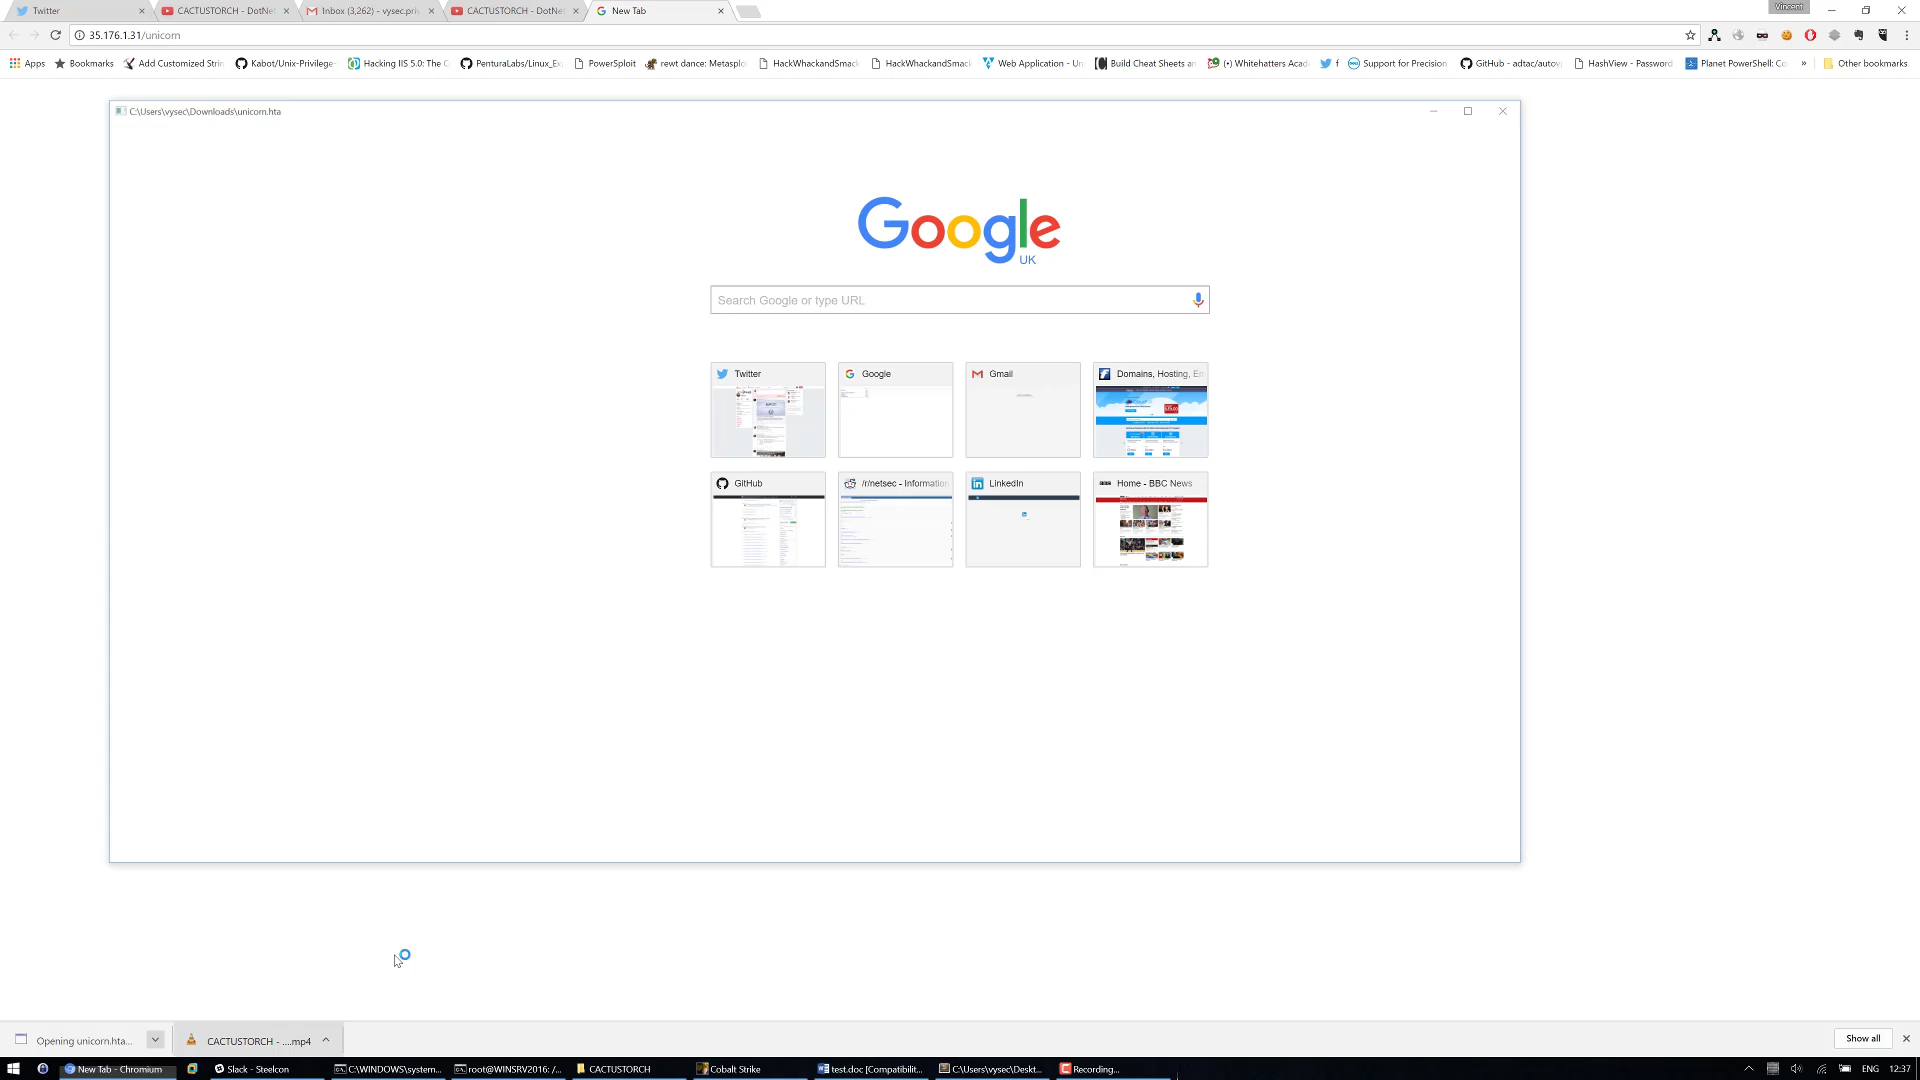 Twitter
CACTUSTORCH - DotNet
Inbox (3,262) - vysec.pri
CACTUSTORCH - DotNet
New Tab
Vincent
35.176.1.31/unicorn
Apps
Bookmarks
Add Customized Strin
Kabot/Unix-Privilege-
Hacking IIS 5.0: The C
PenturaLabs/Linux_Ex
PowerSploit
rewt dance: Metasplo
HackWhackandSmack
HackWhackandSmack
Web Application - Un
Build Cheat Sheets an
(•) Whitehatters Acad
f
Support for Precision
GitHub - adtac/autov
HashView - Password
Planet PowerShell: Co
»
Other bookmarks
C:\Users\vysec\Downloads\unicorn.hta
Google
UK
Search Google or type URL
Twitter
Google
Gmail
Domains, Hosting, Em
GitHub
/r/netsec - Information
LinkedIn
Home - BBC News
Opening unicorn.hta...
CACTUSTORCH - ....mp4
Show all
New Tab - Chromium
Slack - Steelcon
C:\WINDOWS\system...
root@WINSRV2016: /...
CACTUSTORCH
Cobalt Strike
test.doc [Compatibilit...
C:\Users\vysec\Deskt...
Recording...
ENG
12:37